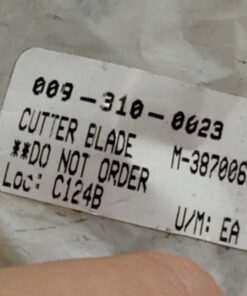 009-310-0623
CUTTER BLADE M-387006
**DO NOT ORDER
Loc: C124B U/M: EA